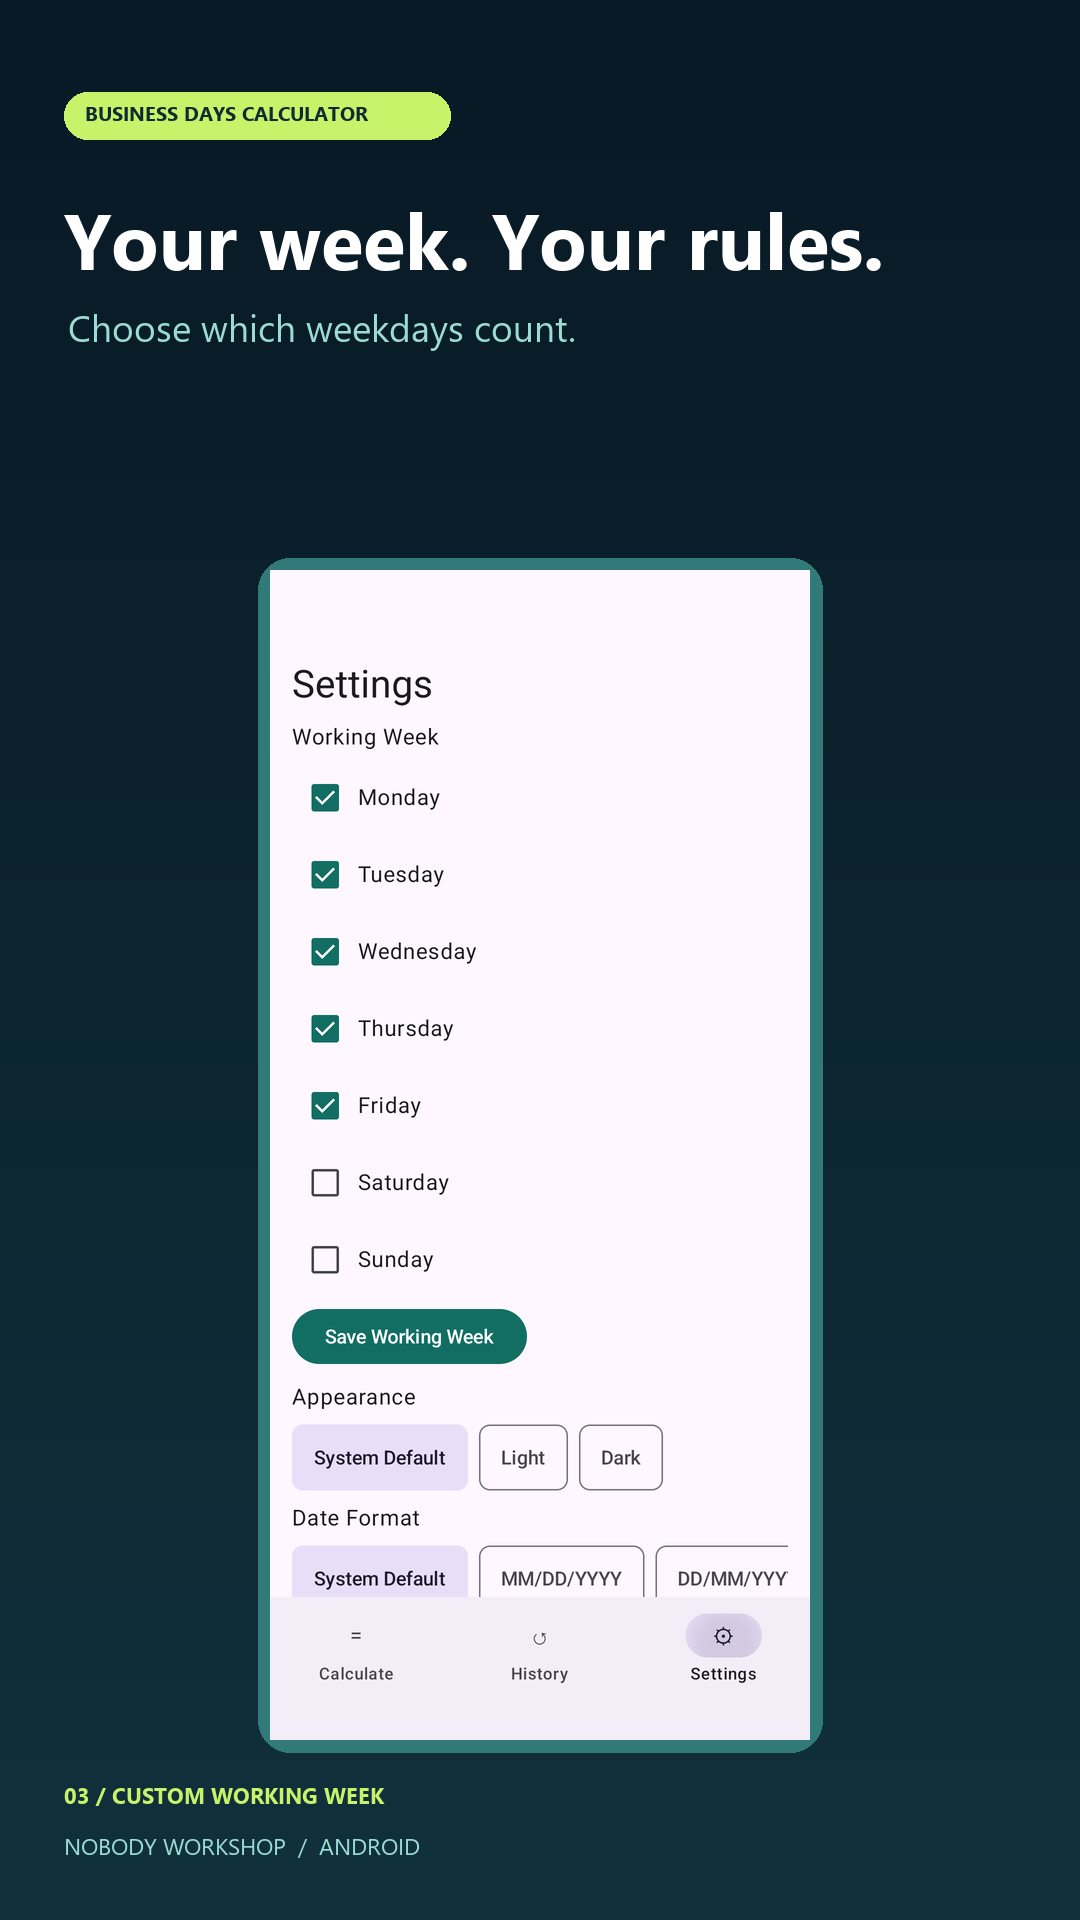 BUSINESS DAYS CALCULATOR
Your week. Your rules.
Choose which weekdays count.
Settings
Working Week
Monday
Tuesday
Wednesday
Thursday
Friday
Saturday
Sunday
Save Working Week
Appearance
System Default Light Dark
Date Format
System Default MM/DD/YYYY DD/MM/YYY
Calculate History Settings
03 / CUSTOM WORKING WEEK
NOBODY WORKSHOP / ANDROID